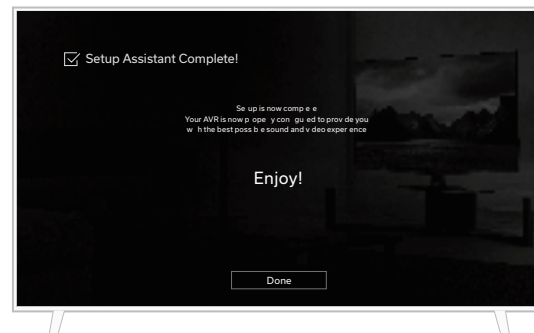 Setup Assistant Complete!
Se up is now comp e e
Your AVR is now p ope y con gu ed to prov de you
w h the best poss b e sound and v deo exper ence
Enjoy!
Done